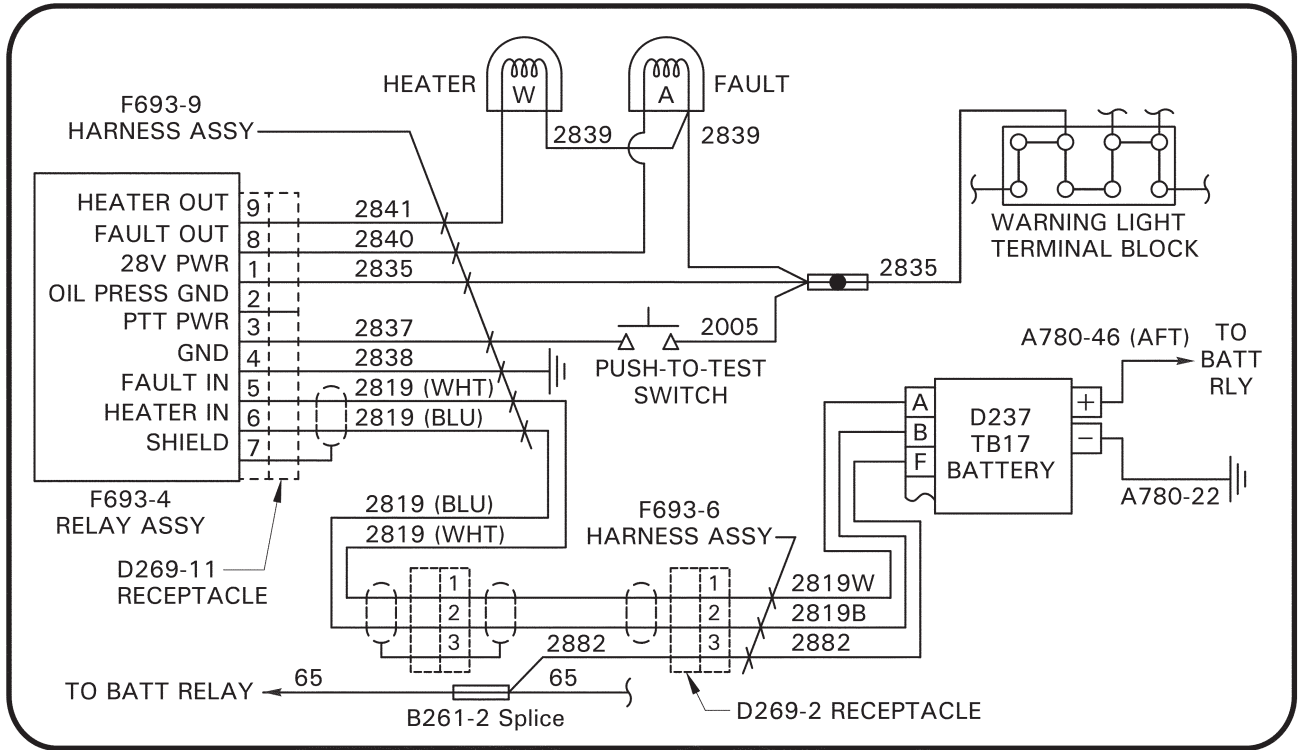 HEATER
W
A
FAULT
2839
2839
F693-9
HARNESS ASSY
HEATER OUT
9
2841
FAULT OUT
8
2840
28V PWR
1
2835
OIL PRESS GND
2
PTT PWR
3
2837
GND
4
2838
FAULT IN
5
2819 (WHT)
HEATER IN
6
2819 (BLU)
SHIELD
7
F693-4
RELAY ASSY
D269-11
RECEPTACLE
2835
WARNING LIGHT
TERMINAL BLOCK
2005
PUSH-TO-TEST
SWITCH
A780-46 (AFT)
TO
BATT
RLY
A
B
F
D237
TB17
BATTERY
+
−
A780-22
2819 (BLU)
2819 (WHT)
F693-6
HARNESS ASSY
1
2
3
1
2
3
2819W
2819B
2882
2882
TO BATT RELAY
65
65
B261-2 Splice
D269-2 RECEPTACLE